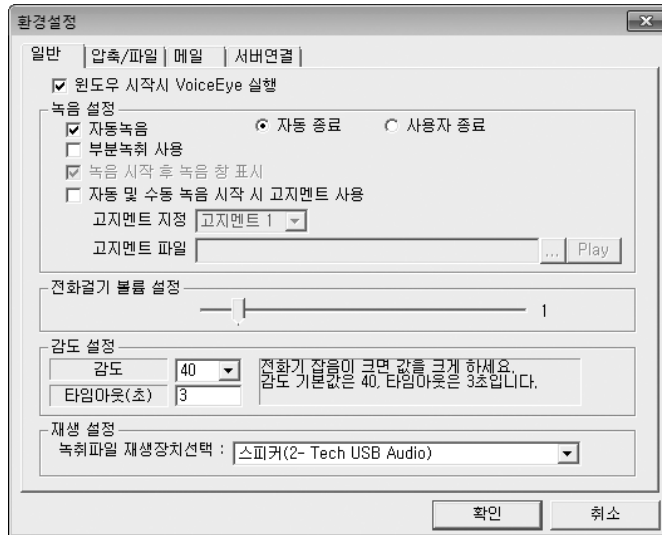 환경설정
일반 압축/파일 메일 서버연결
윈도우 시작시 VoiceEye 실행
녹음 설정
자동녹음 자동 종료 사용자 종료
부분녹취 사용
녹음 시작 후 녹음 창 표시
자동 및 수동 녹음 시작 시 고지멘트 사용
고지멘트 지정 고지멘트 1
고지멘트 파일 ... Play
전화걸기 볼륨 설정
1
감도 설정
감도 40 전화기 잡음이 크면 값을 크게 하세요.
타임아웃(초) 3 감도 기본값은 40, 타임아웃은 3초입니다.
재생 설정
녹취파일 재생장치선택 : 스피커(2- Tech USB Audio)
확인 취소